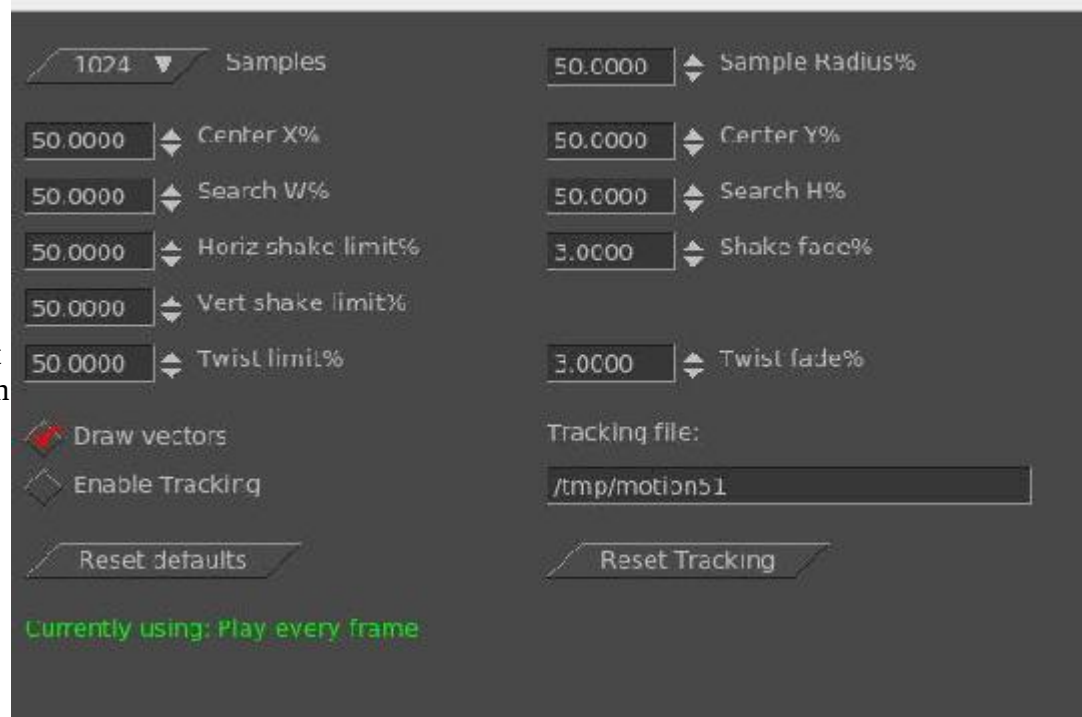 1024 Samples 50.0000 Sample Radius%
50.0000 Center X% 50.0000 Center Y%
50.0000 Search W% 50.0000 Search H%
50.0000 Horiz shake limit% 3.0000 Shake fade%
50.0000 Vert shake limit%
50.0000 Twist limit% 3.0000 Twist fade%
Draw vectors Tracking file:
Enable Tracking /tmp/motion51
Reset defaults Reset Tracking
Currently using: Play every frame